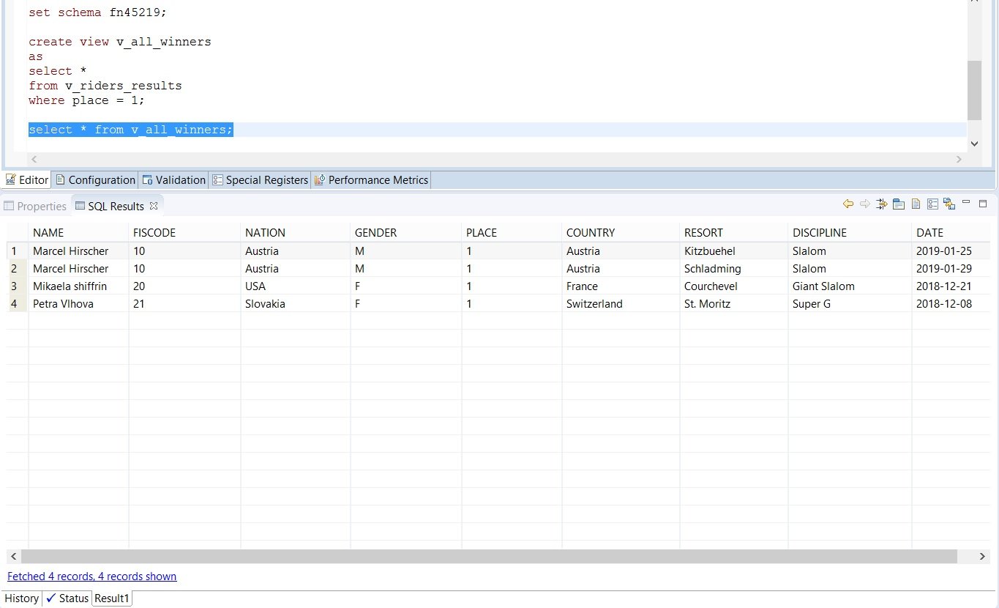 set schema fn45219;
create view v_all_winners
as
select *
from v_riders_results
where place = 1;
select * from v_all_winners;
Editor Configuration Validation Special Registers Performance Metrics
Properties SQL Results
NAME FISCODE NATION GENDER PLACE COUNTRY RESORT DISCIPLINE DATE
1 Marcel Hirscher 10 Austria M 1 Austria Kitzbuehel Slalom 2019-01-25
2 Marcel Hirscher 10 Austria M 1 Austria Schladming Slalom 2019-01-29
3 Mikaela shiffrin 20 USA F 1 France Courchevel Giant Slalom 2018-12-21
4 Petra Vlhova 21 Slovakia F 1 Switzerland St. Moritz Super G 2018-12-08
Fetched 4 records, 4 records shown
History Status Result1